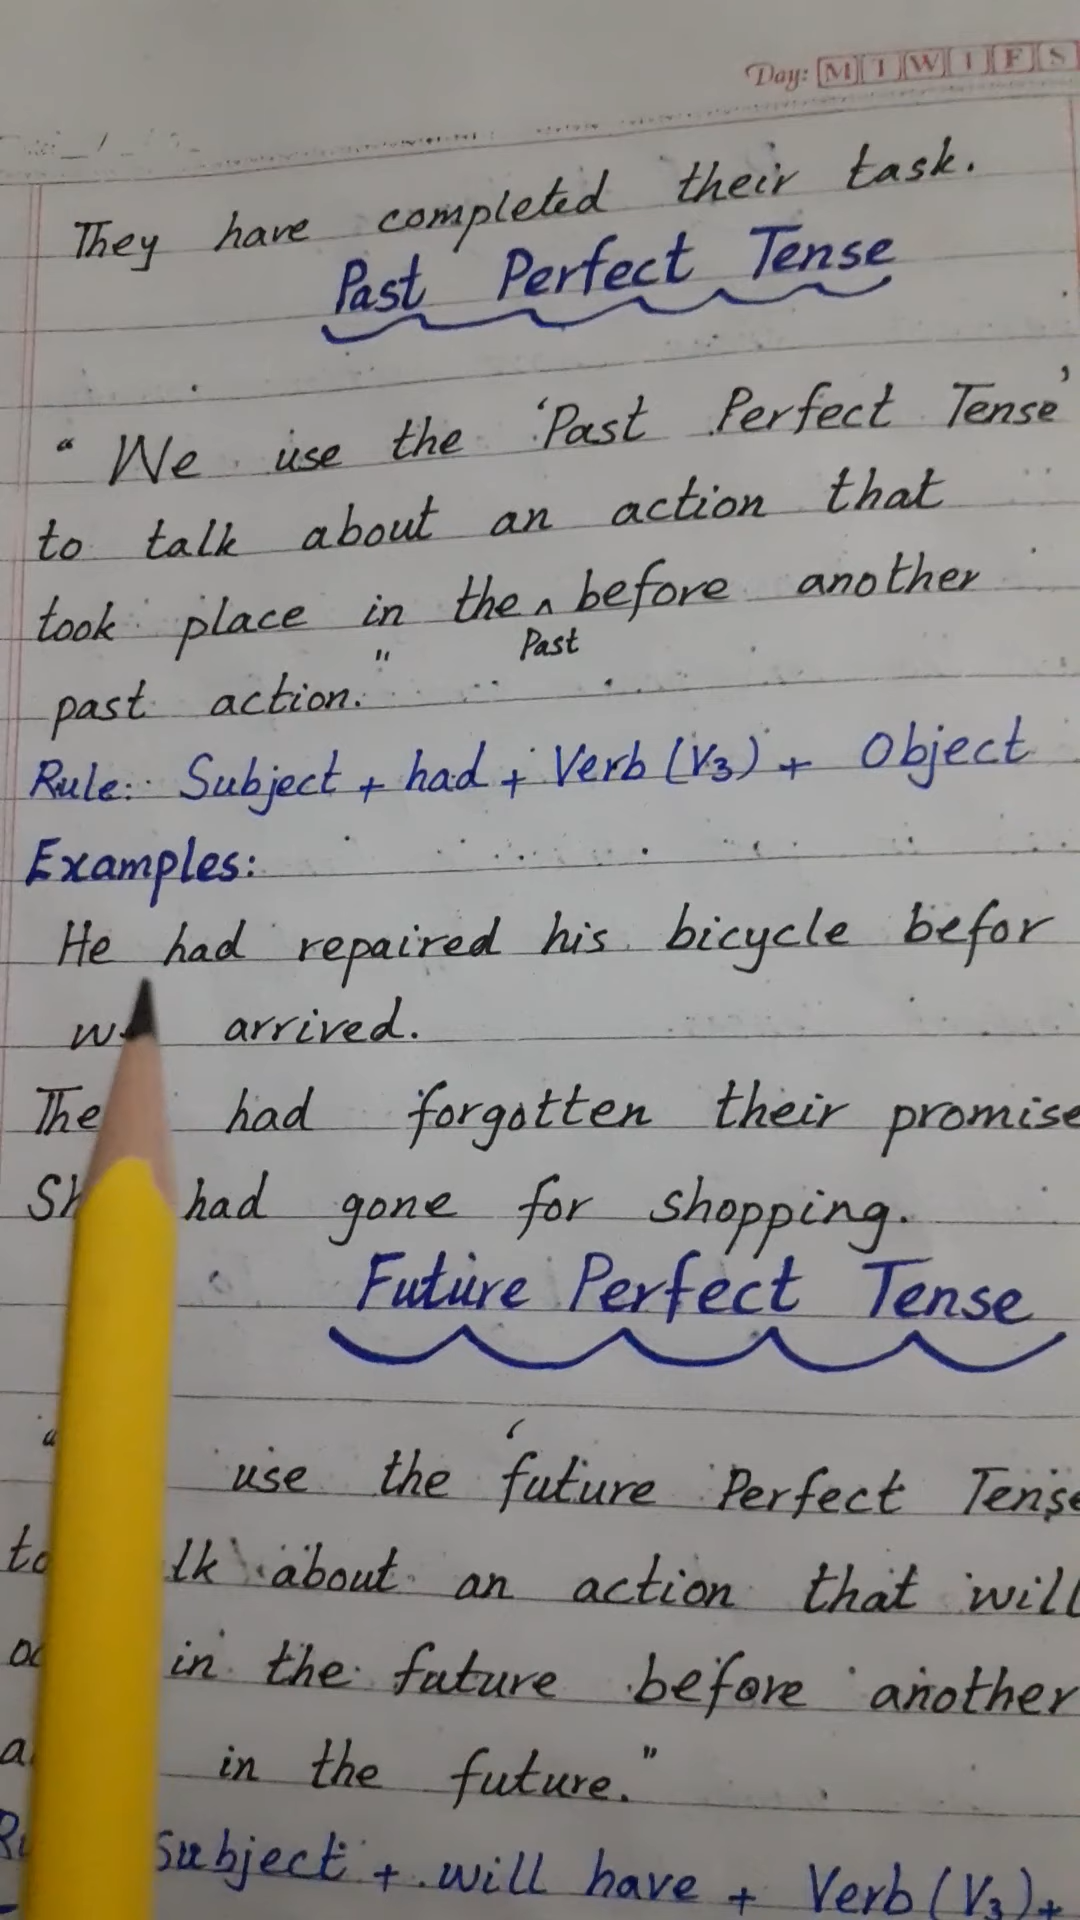 Day: M T W T F S
They have completed their task.
Past Perfect Tense
"We use the 'Past Perfect Tense'
to talk about an action that
took place in the ^ before another
Past
past action."
Rule: Subject + had + Verb (V3) + Object
Examples:
He had repaired his bicycle befor
arrived.
had forgotten their promise
had gone for shopping.
Future Perfect Tense
" use the 'future Perfect Tense
about an action that will
in the future before another
in the future."
Subject + will have + Verb (V3) +